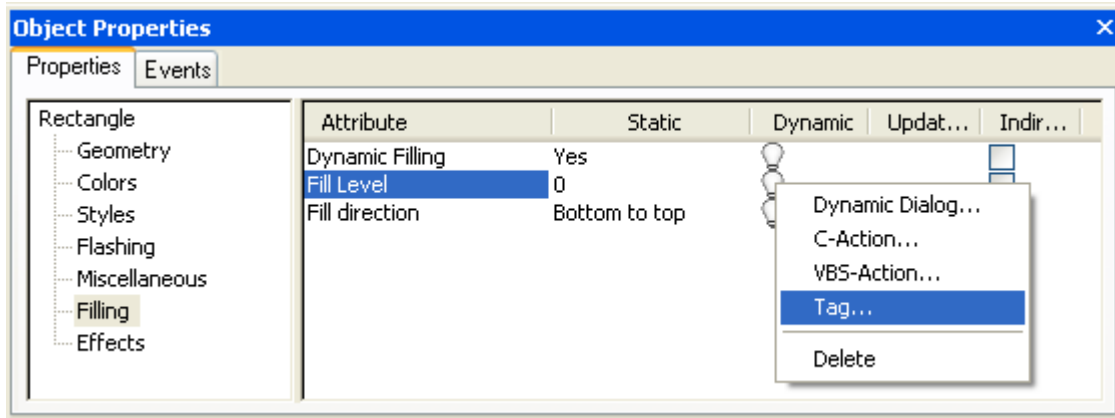 Object Properties
Properties Events
Rectangle
Geometry
Colors
Styles
Flashing
Miscellaneous
Filling
Effects
Attribute Static Dynamic Updat... Indir...
Dynamic Filling Yes
Fill Level 0
Fill direction Bottom to top
Dynamic Dialog...
C-Action...
VBS-Action...
Tag...
Delete